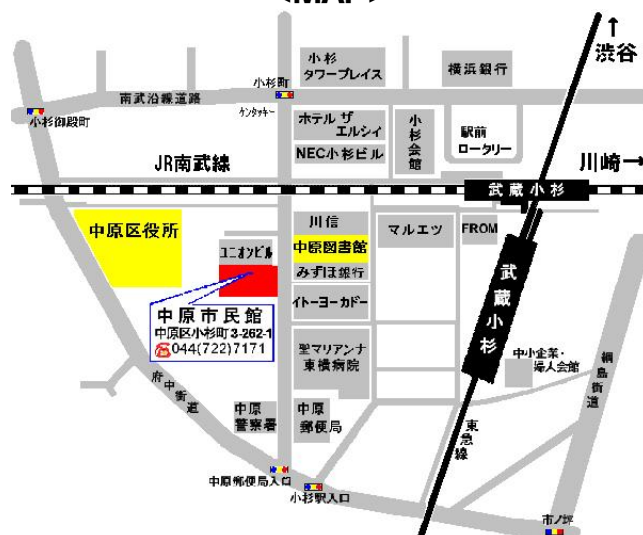 <MAP>
↑
渋谷
小杉
タワープレイス
横浜銀行
小杉町
南武沿線道路
小杉御殿町
ケンタッキー
ホテル ザ
エルシィ
小杉会館
駅前
ロータリー
NEC小杉ビル
JR南武線
川崎→
武蔵小杉
中原区役所
川信
マルエツ
FROM
ユニオンビル
中原図書館
みずほ銀行
武蔵小杉
イトーヨーカドー
中原市民館
中原区小杉町3-262-1
☎044(722)7171
聖マリアンナ
東横病院
中小企業・
婦人会館
綱島街道
府中街道
中原
警察署
中原
郵便局
東急線
中原郵便局入口
小杉駅入口
市ノ坪